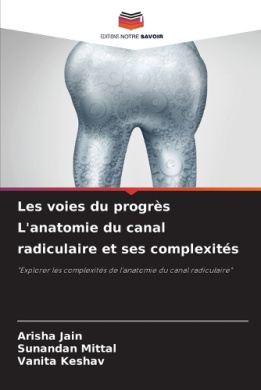 EDITIONS NOTRE SAVOIR
Les voies du progrès
L'anatomie du canal
radiculaire et ses complexités
"Explorer les complexités de l'anatomie du canal radiculaire"
Arisha Jain
Sunandan Mittal
Vanita Keshav